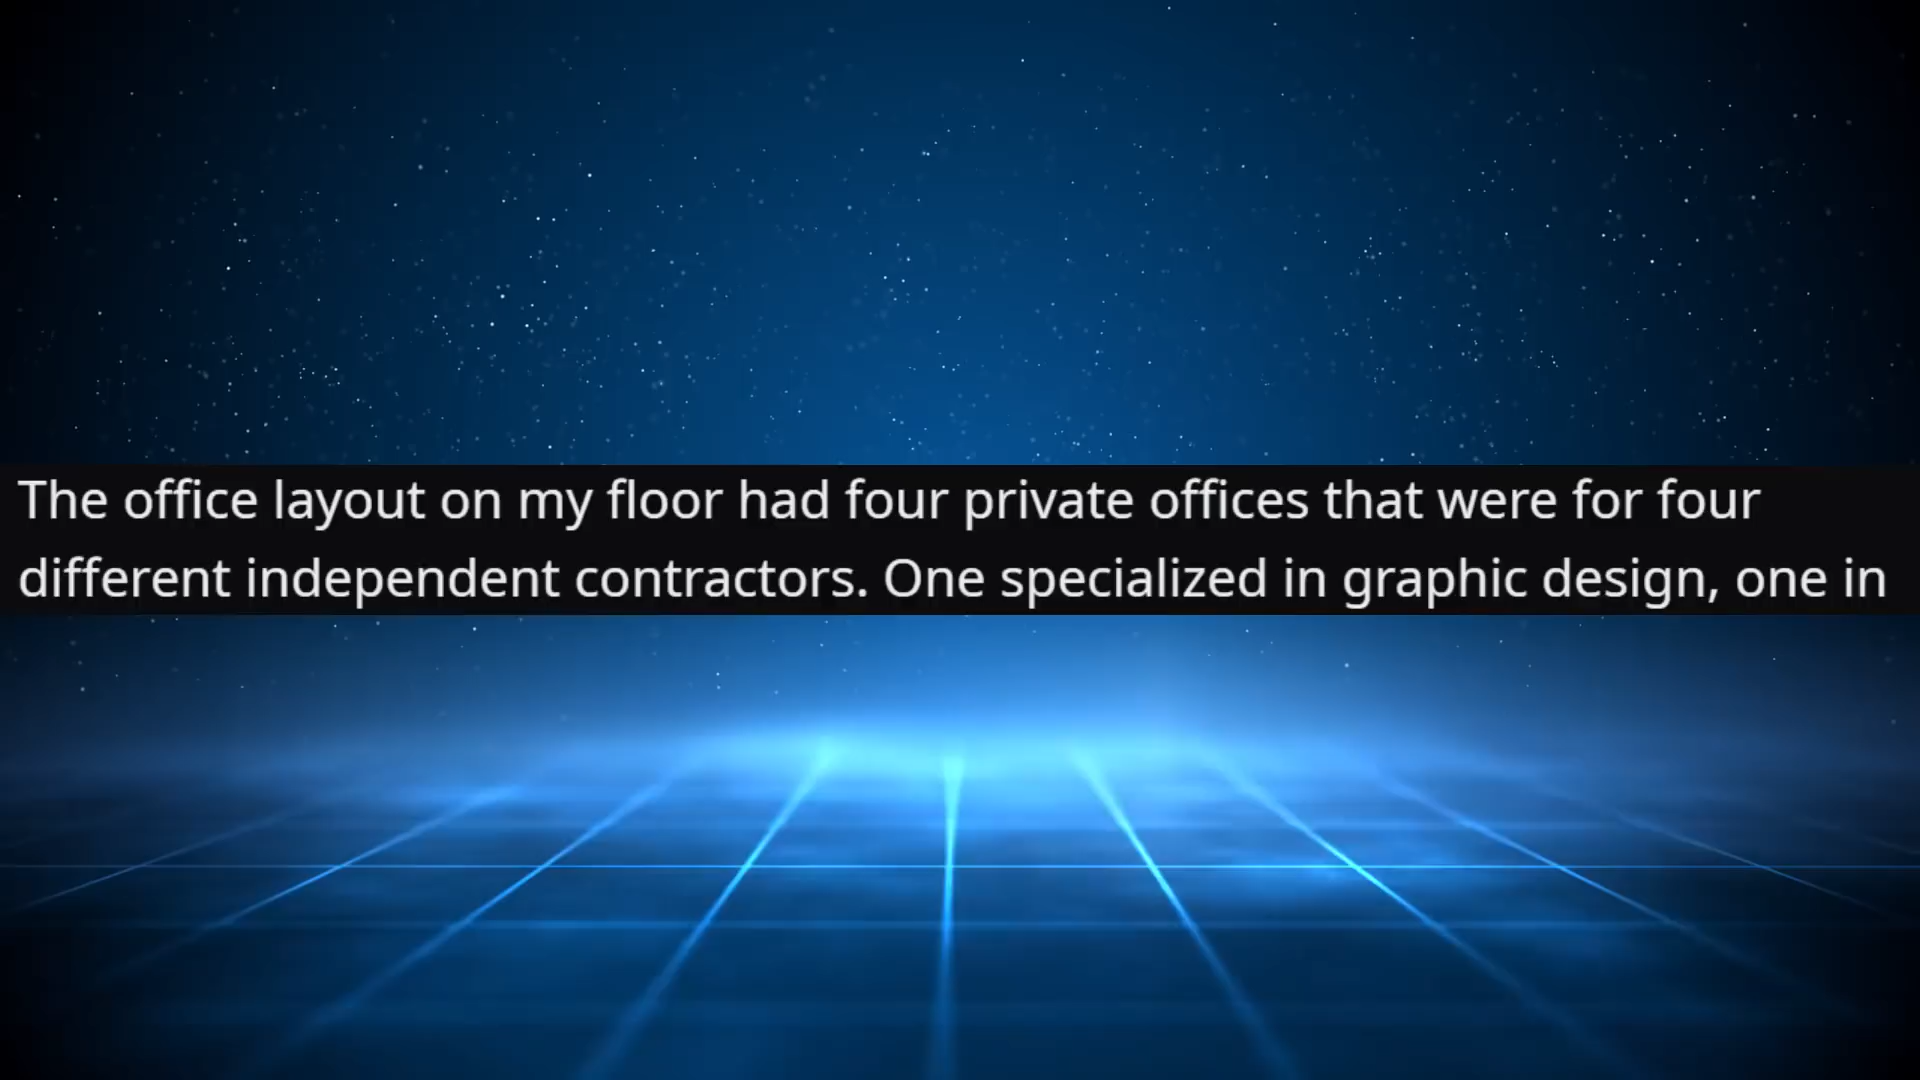 The office layout on my floor had four private offices that were for four
different independent contractors. One specialized in graphic design, one in